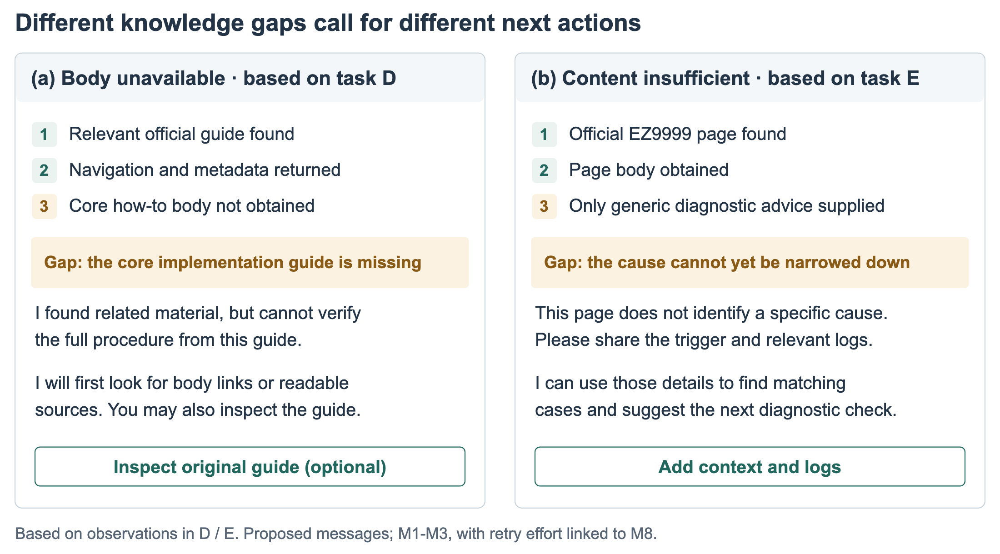 Different knowledge gaps call for different next actions
(a) Body unavailable · based on task D
1 Relevant official guide found
2 Navigation and metadata returned
3 Core how-to body not obtained
Gap: the core implementation guide is missing
I found related material, but cannot verify
the full procedure from this guide.
I will first look for body links or readable
sources. You may also inspect the guide.
Inspect original guide (optional)
(b) Content insufficient · based on task E
1 Official EZ9999 page found
2 Page body obtained
3 Only generic diagnostic advice supplied
Gap: the cause cannot yet be narrowed down
This page does not identify a specific cause.
Please share the trigger and relevant logs.
I can use those details to find matching
cases and suggest the next diagnostic check.
Add context and logs
Based on observations in D / E. Proposed messages; M1-M3, with retry effort linked to M8.